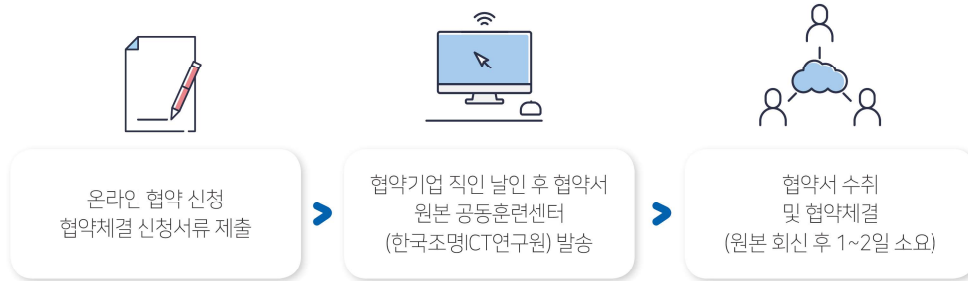 온라인 협약 신청
협약체결 신청서류 제출
협약기업 직인 날인 후 협약서
원본 공동훈련센터
(한국조명ICT연구원) 발송
협약서 수취
및 협약체결
(원본 회신 후 1~2일 소요)